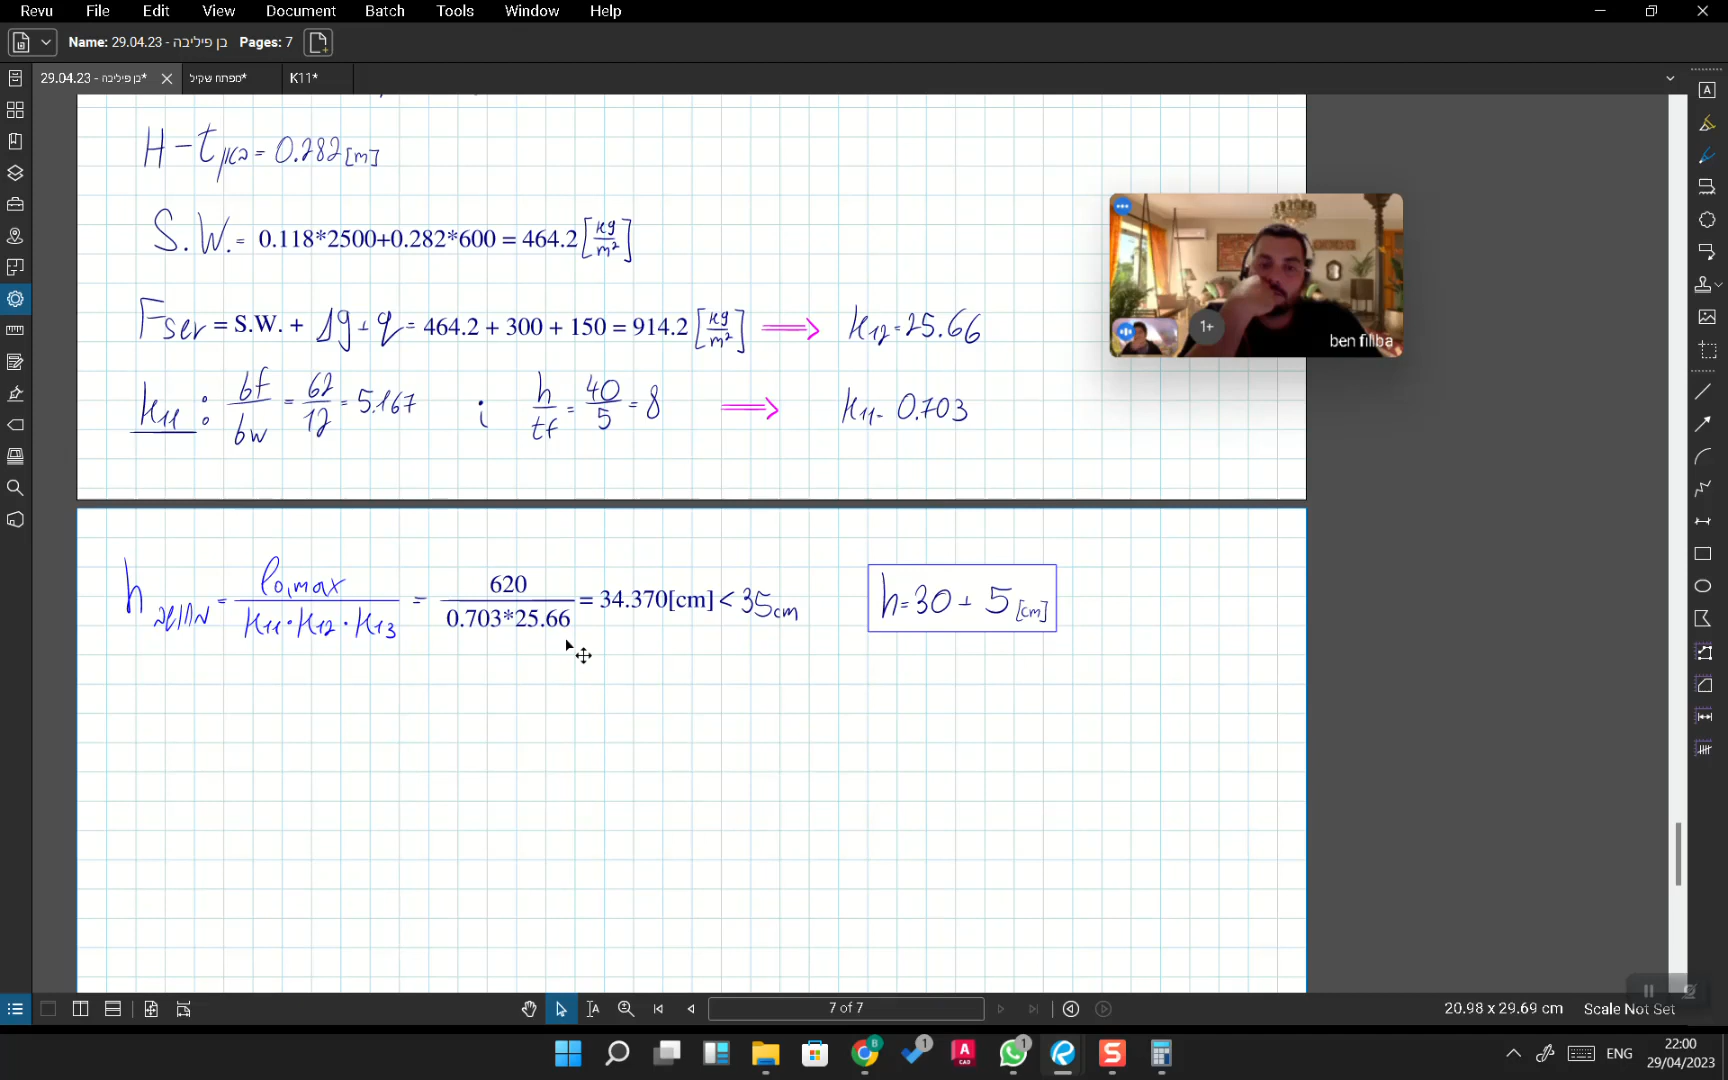 Revu File Edit View Document Batch Tools Window Help
Name: 29.04.23 - בן פיליבה Pages: 7
29.04.23 - בן פיליבה* ספתח שקיל* K11*
H - t = 0.282 [m]
S.W. = 0.118*2500+0.282*600 = 464.2 [kg/m²]
Fser = S.W. + Δg + q = 464.2 + 300 + 150 = 914.2 [kg/m²] ⟹ K12 = 25.66
K11 : bf/bw = 62/12 = 5.167 ; h/tf = 40/5 = 8 ⟹ K11 = 0.703
ben filiba
1+
h = ℓo,max / K11·K12·K13 = 620 / 0.703*25.66 = 34.370[cm] < 35cm h = 30 + 5 [cm]
7 of 7
20.98 x 29.69 cm Scale Not Set
ENG
22:00
29/04/2023